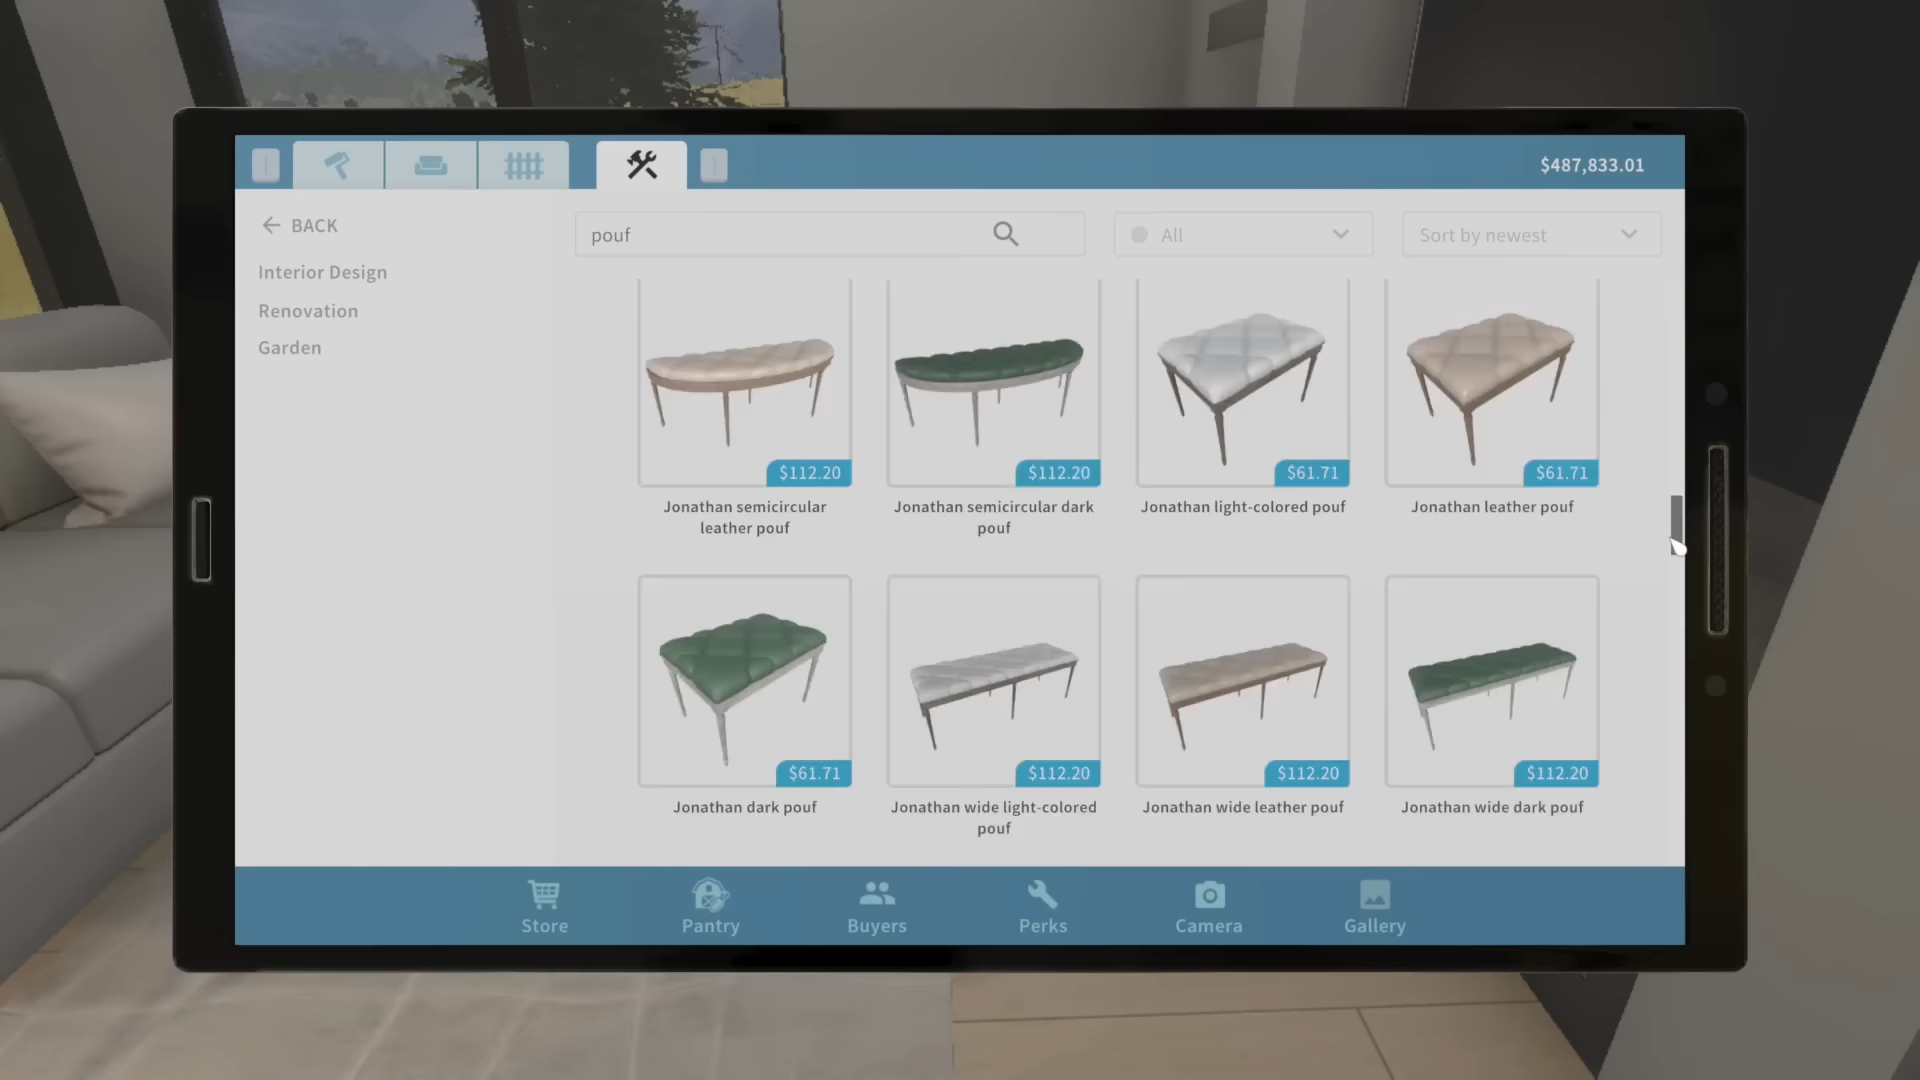 $487,833.01
BACK
pouf
All
Sort by newest
Interior Design
Renovation
Garden
$112.20
$112.20
$61.71
$61.71
Jonathan semicircular
leather pouf
Jonathan semicircular dark
pouf
Jonathan light-colored pouf
Jonathan leather pouf
$61.71
$112.20
$112.20
$112.20
Jonathan dark pouf
Jonathan wide light-colored
pouf
Jonathan wide leather pouf
Jonathan wide dark pouf
Store
Pantry
Buyers
Perks
Camera
Gallery